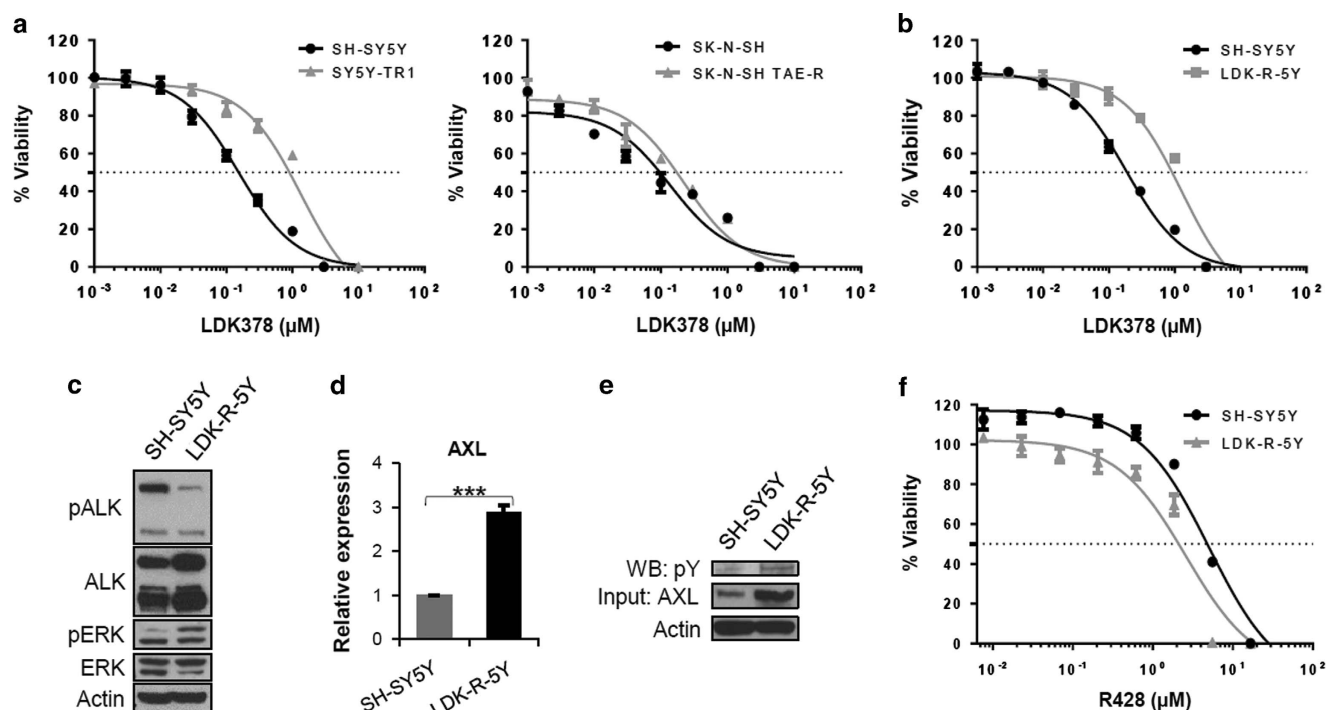 a
120
100
80
60
40
20
0
% Viability
SH-SY5Y
SY5Y-TR1
10⁻³ 10⁻² 10⁻¹ 10⁰ 10¹ 10²
LDK378 (µM)
120
100
80
60
40
20
0
% Viability
SK-N-SH
SK-N-SH TAE-R
10⁻³ 10⁻² 10⁻¹ 10⁰ 10¹ 10²
LDK378 (µM)
b
120
100
80
60
40
20
0
% Viability
SH-SY5Y
LDK-R-5Y
10⁻³ 10⁻² 10⁻¹ 10⁰ 10¹ 10²
LDK378 (µM)
c
SH-SY5Y
LDK-R-5Y
pALK
ALK
pERK
ERK
Actin
d
AXL
4
3
2
1
0
Relative expression
***
SH-SY5Y
LDK-R-5Y
e
SH-SY5Y
LDK-R-5Y
WB: pY
Input: AXL
Actin
f
120
100
80
60
40
20
0
% Viability
SH-SY5Y
LDK-R-5Y
10⁻² 10⁻¹ 10⁰ 10¹ 10²
R428 (µM)